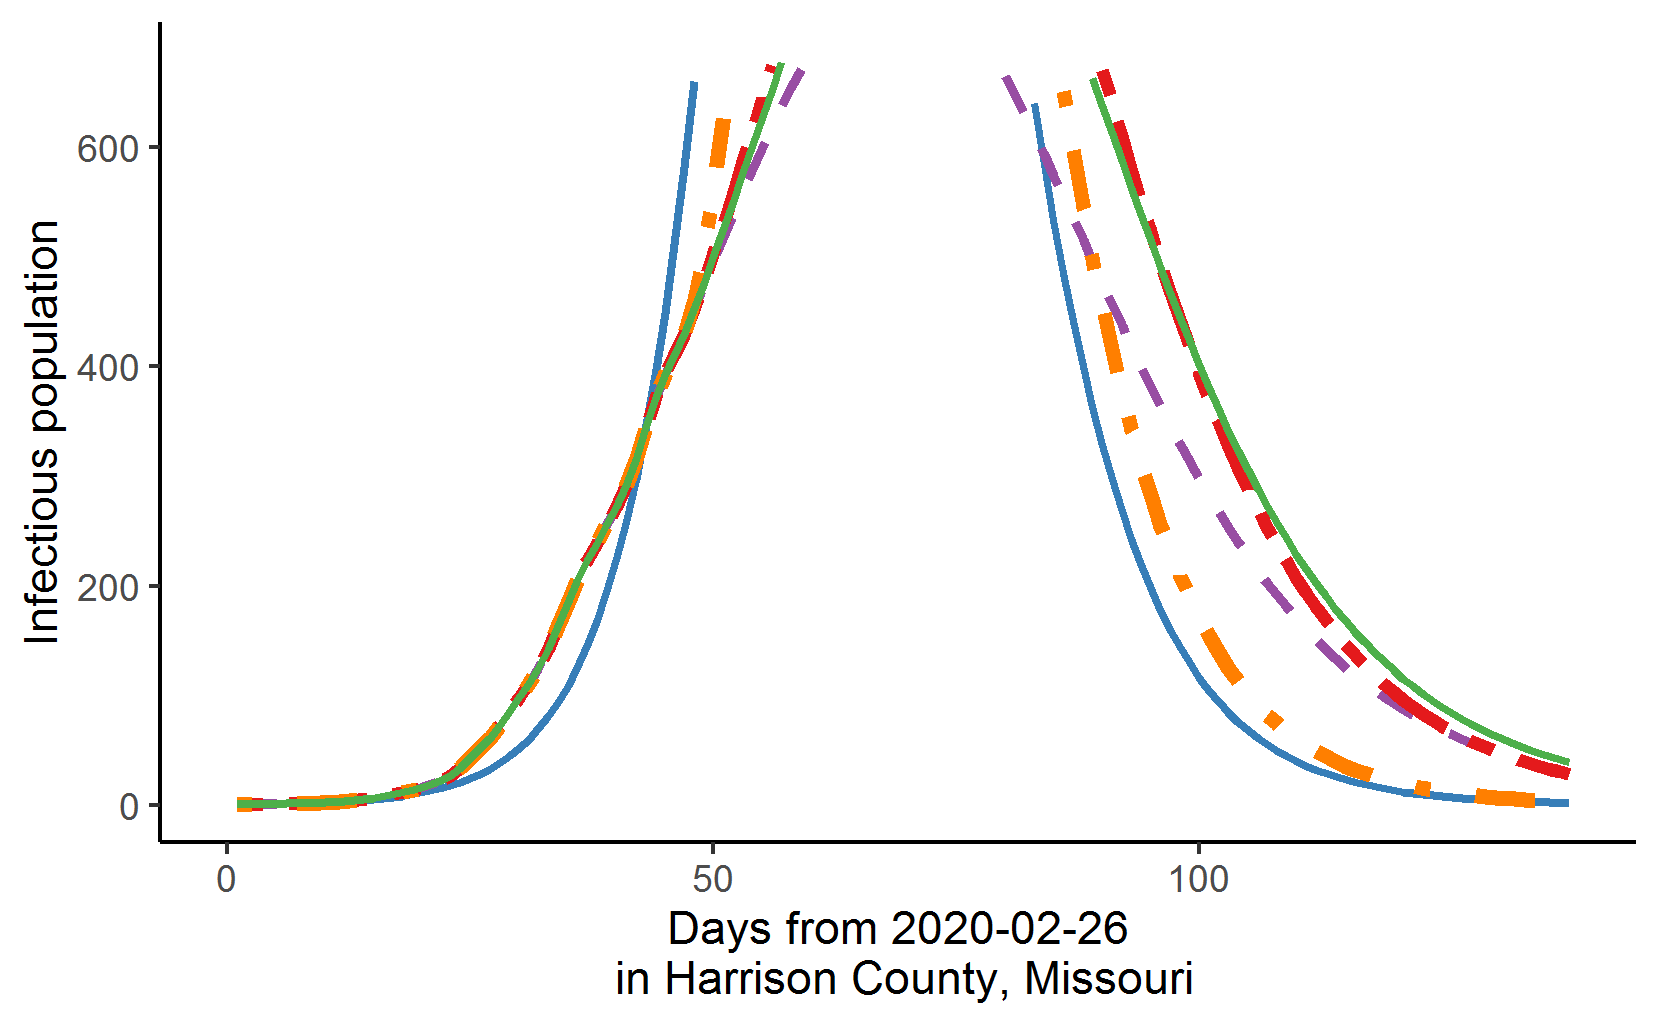 Infectious population
600
400
200
0
0 50 100
Days from 2020-02-26
in Harrison County, Missouri